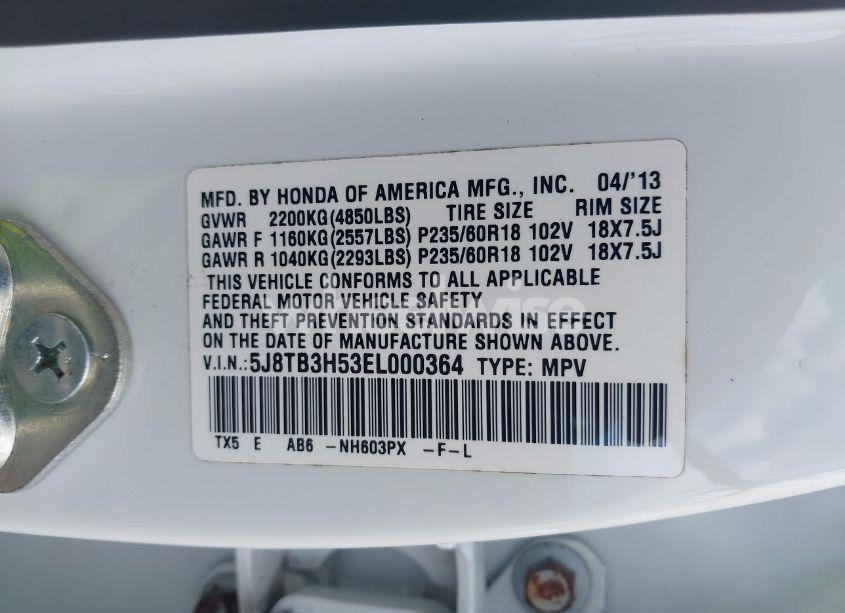 MFD. BY HONDA OF AMERICA MFG., INC. 04/'13
GVWR 2200KG(4850LBS) TIRE SIZE RIM SIZE
GAWR F 1160KG(2557LBS) P235/60R18 102V 18X7.5J
GAWR R 1040KG(2293LBS) P235/60R18 102V 18X7.5J
THIS VEHICLE CONFORMS TO ALL APPLICABLE
FEDERAL MOTOR VEHICLE SAFETY
AND THEFT PREVENTION STANDARDS IN EFFECT
ON THE DATE OF MANUFACTURE SHOWN ABOVE.
V.I.N.: 5J8TB3H53EL000364 TYPE: MPV
TX5 E AB6 -NH603PX -F-L